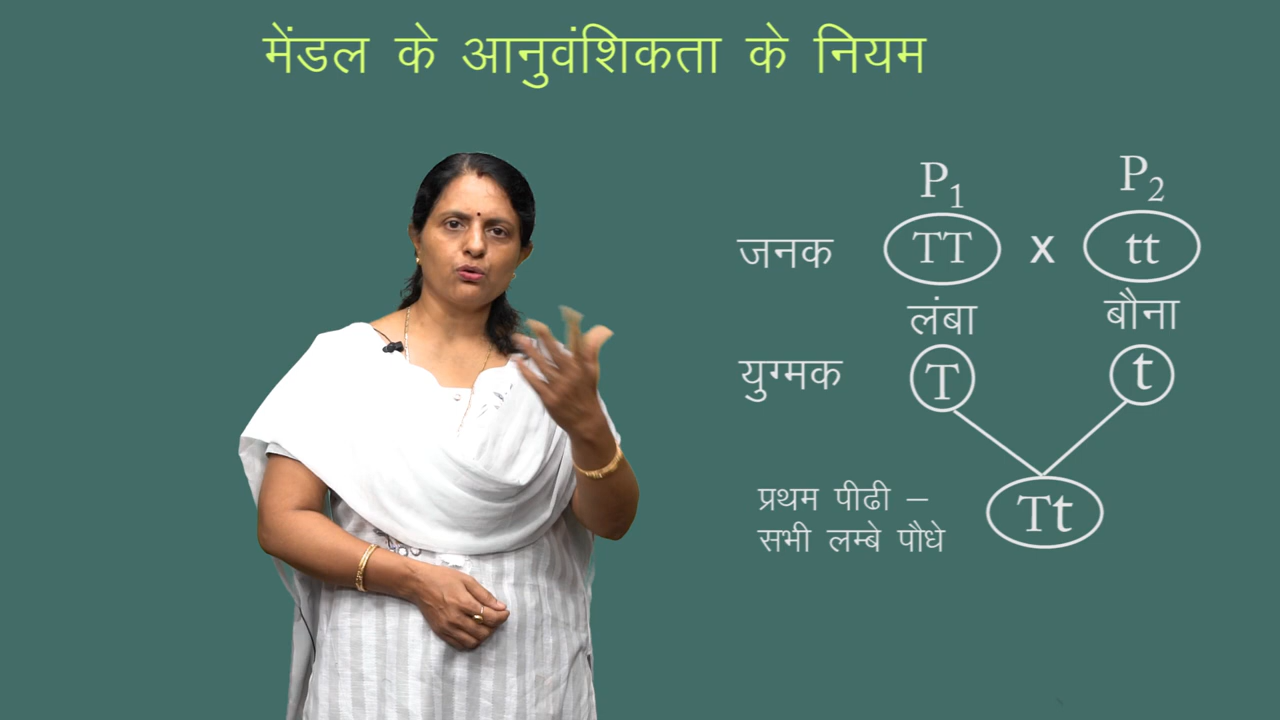 मेंडल के आनुवंशिकता के नियम
P₁ P₂
जनक TT x tt
लंबा बौना
युग्मक T t
प्रथम पीढी –
सभी लम्बे पौधे
Tt